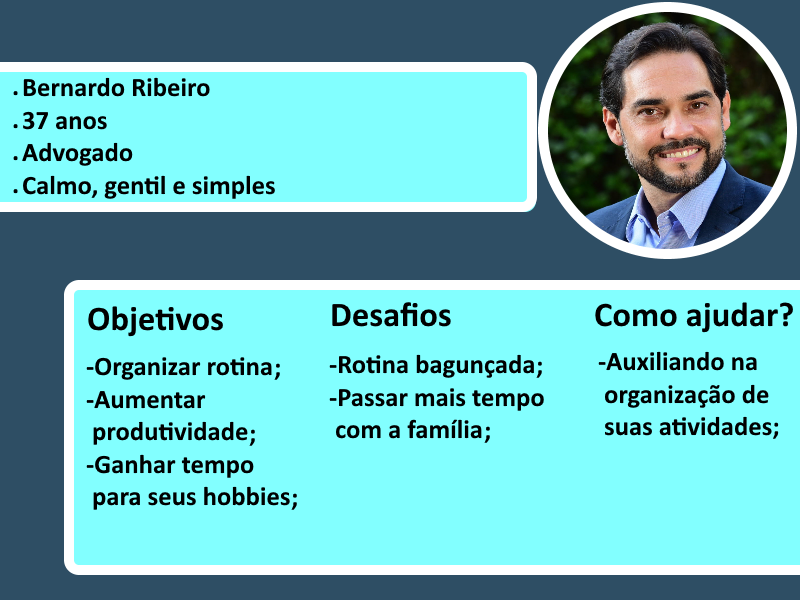 . Bernardo Ribeiro
. 37 anos
. Advogado
. Calmo, gentil e simples
Objetivos
-Organizar rotina;
-Aumentar
produtividade;
-Ganhar tempo
para seus hobbies;
Desafios
-Rotina bagunçada;
-Passar mais tempo
com a família;
Como ajudar?
-Auxiliando na
organização de
suas atividades;